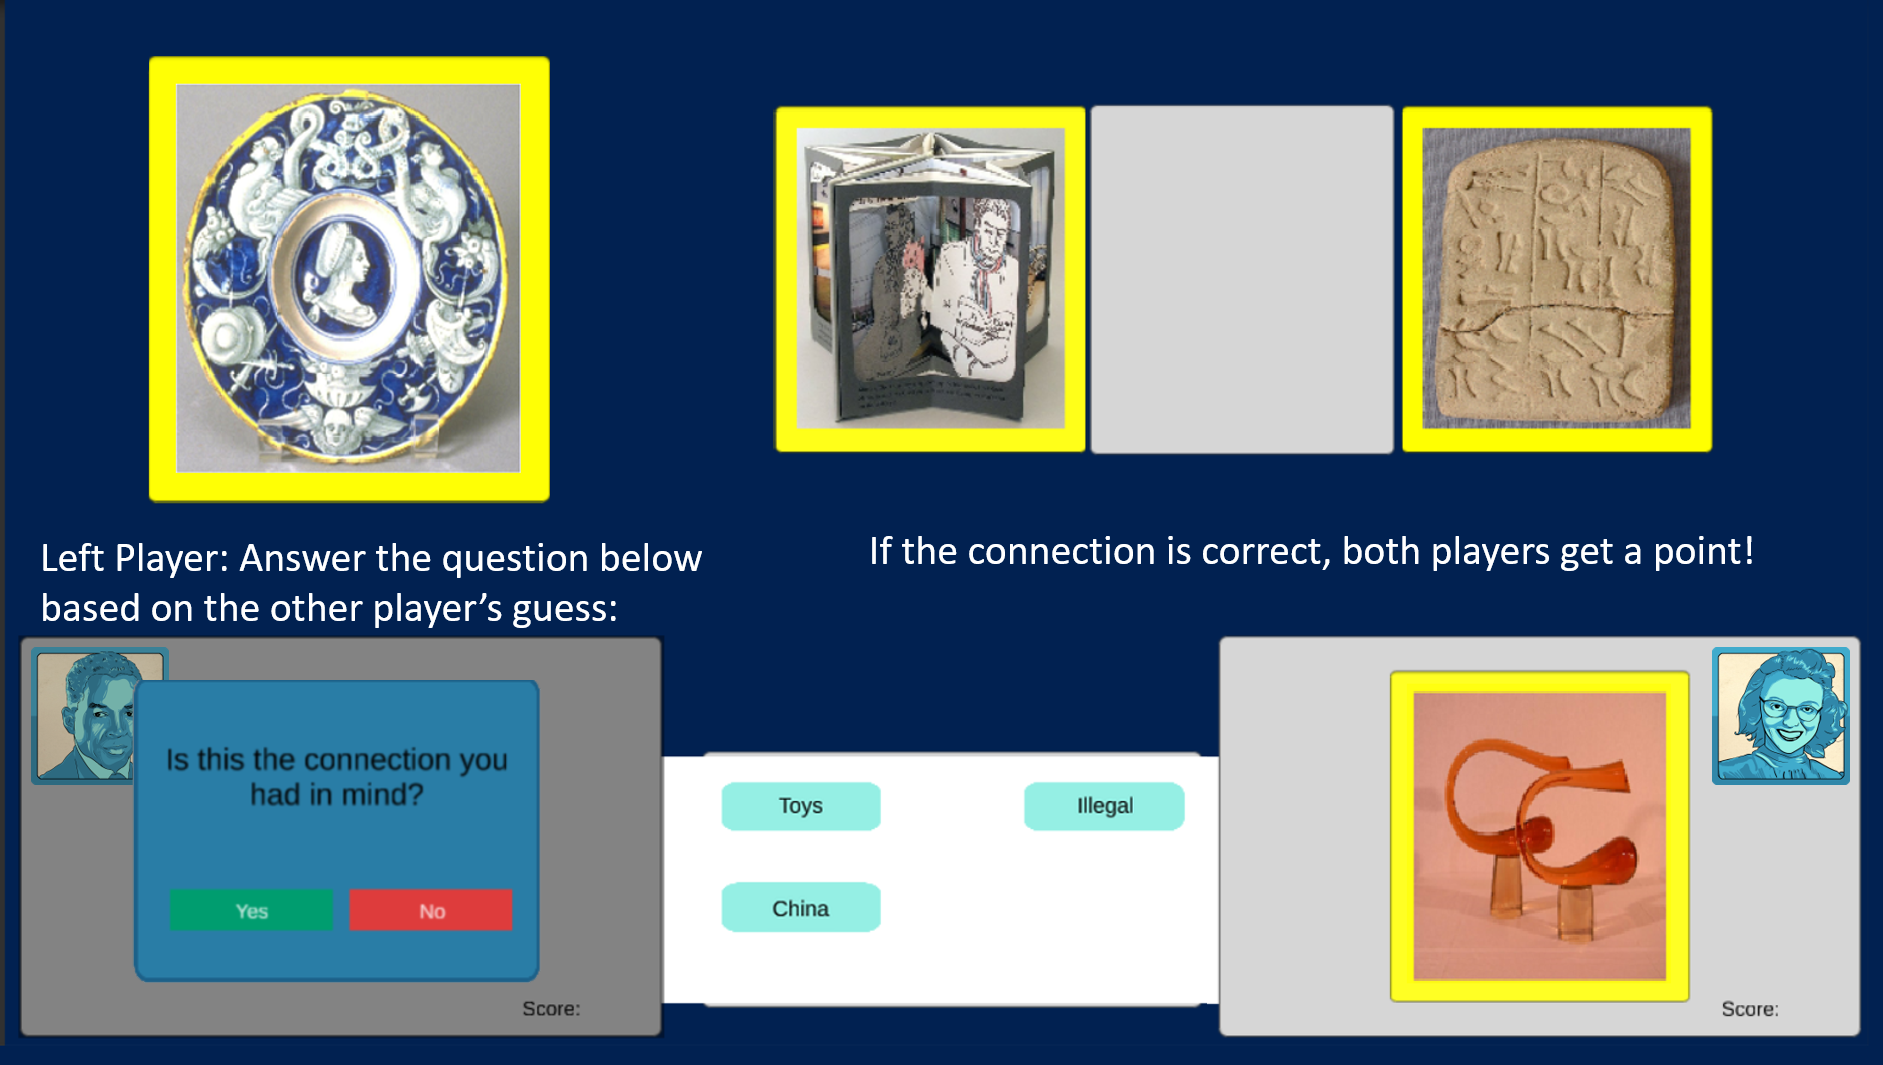 Left Player: Answer the question below
based on the other player's guess:
If the connection is correct, both players get a point!
Is this the connection you
had in mind?
Yes
No
Score:
Toys
Illegal
China
Score: